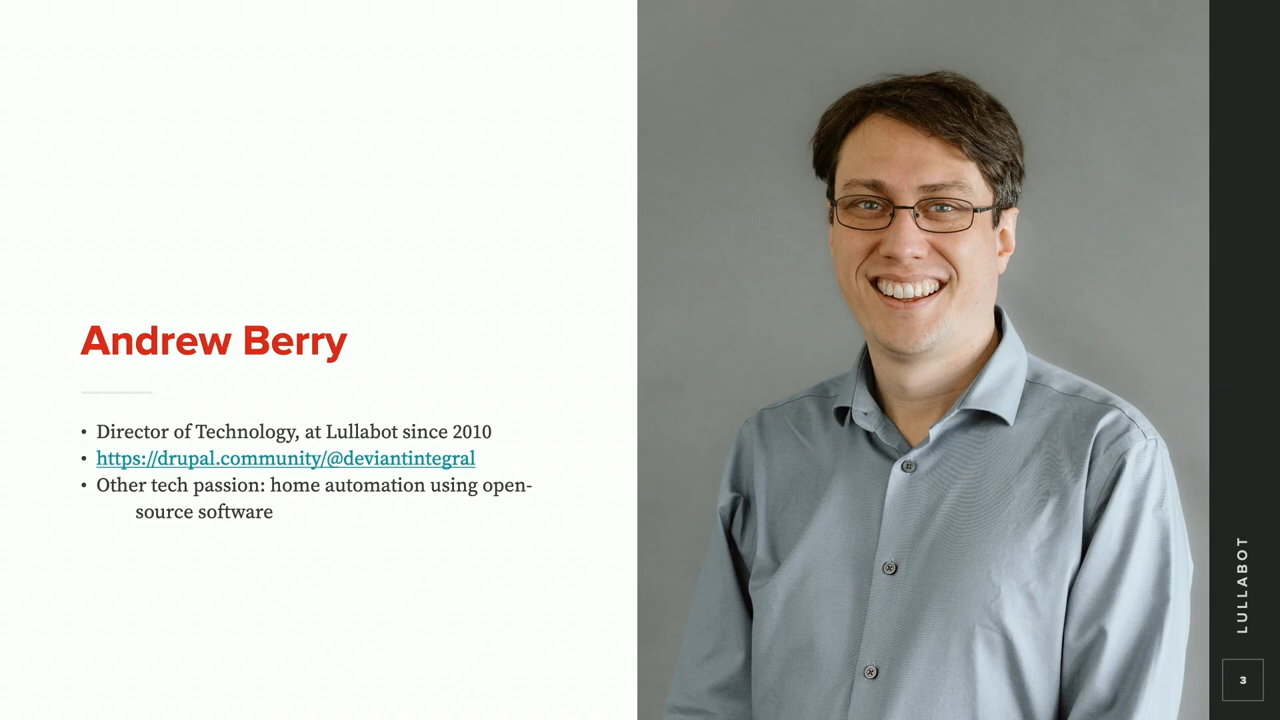 Andrew Berry
• Director of Technology, at Lullabot since 2010
• https://drupal.community/@deviantintegral
• Other tech passion: home automation using open-
source software
LULLABOT
3